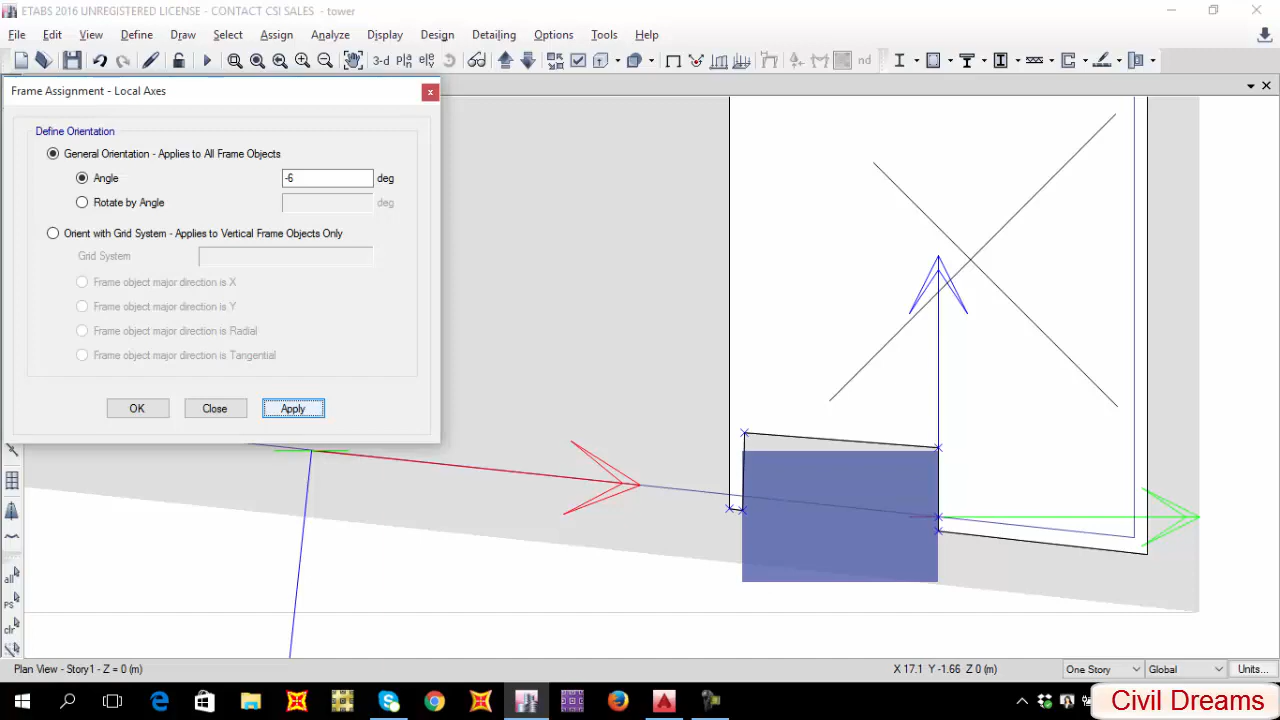 ETABS 2016 UNREGISTERED LICENSE - CONTACT CSI SALES - tower
File Edit View Define Draw Select Assign Analyze Display Design Detailing Options Tools Help
3-d nd
Frame Assignment - Local Axes
Define Orientation
General Orientation - Applies to All Frame Objects
Angle -6 deg
Rotate by Angle deg
Orient with Grid System - Applies to Vertical Frame Objects Only
Grid System
Frame object major direction is X
Frame object major direction is Y
Frame object major direction is Radial
Frame object major direction is Tangential
OK Close Apply
all
ps
clr
Plan View - Story1 - Z = 0 (m) X 17.1 Y -1.66 Z 0 (m) One Story Global Units...
Civil Dreams